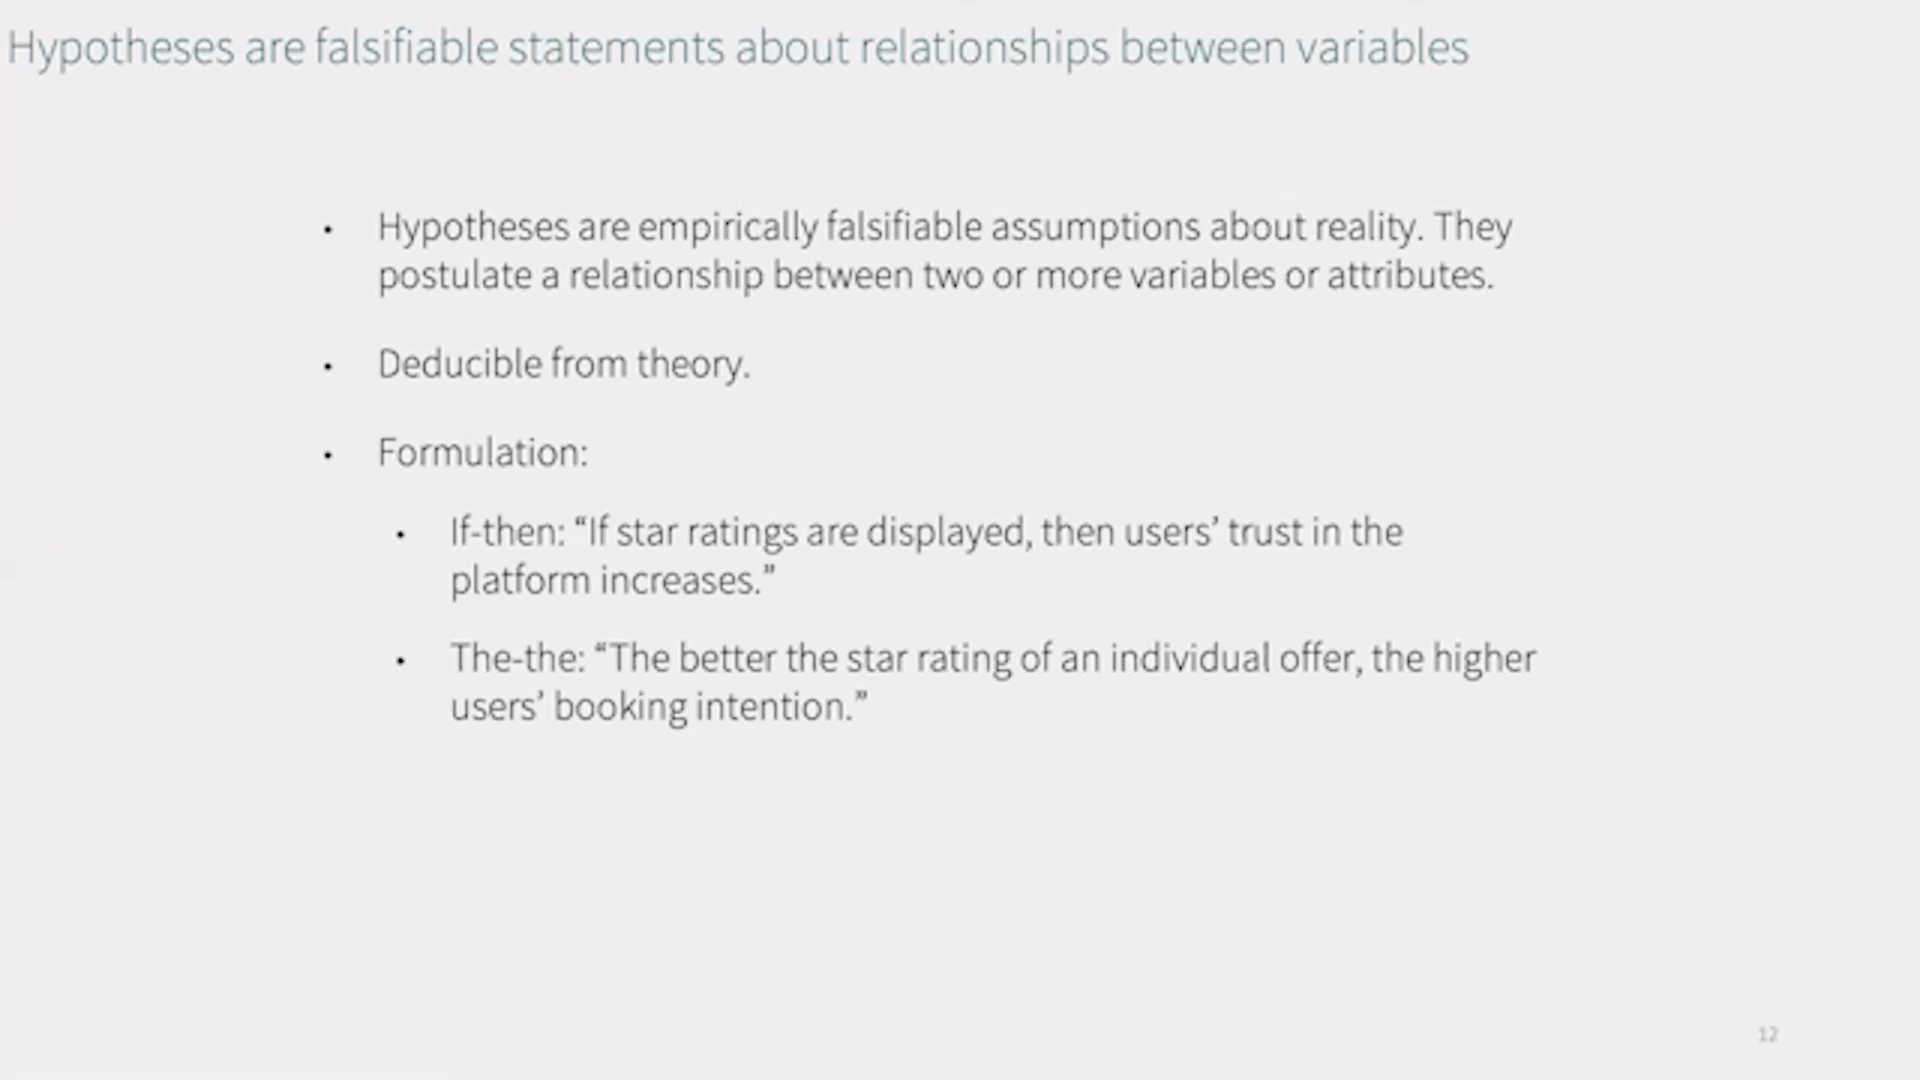 Hypotheses are falsifiable statements about relationships between variables
• Hypotheses are empirically falsifiable assumptions about reality. They
postulate a relationship between two or more variables or attributes.
• Deducible from theory.
• Formulation:
• If-then: “If star ratings are displayed, then users’ trust in the
platform increases.”
• The-the: “The better the star rating of an individual offer, the higher
users’ booking intention.”
12